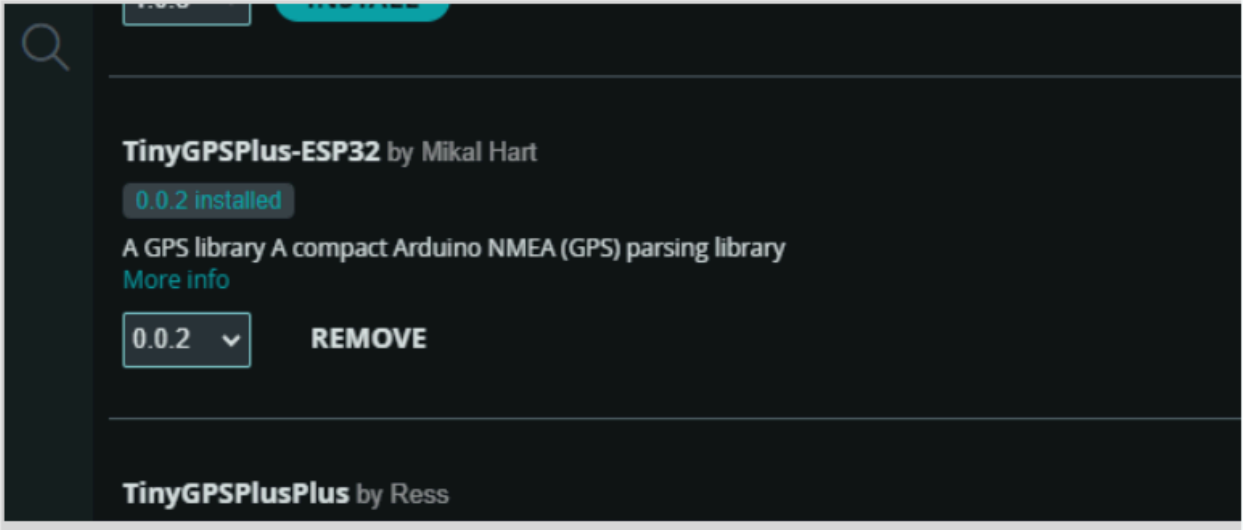 INSTALL
TinyGPSPlus-ESP32 by Mikal Hart
0.0.2 installed
A GPS library A compact Arduino NMEA (GPS) parsing library
More info
0.0.2
REMOVE
TinyGPSPlusPlus by Ress